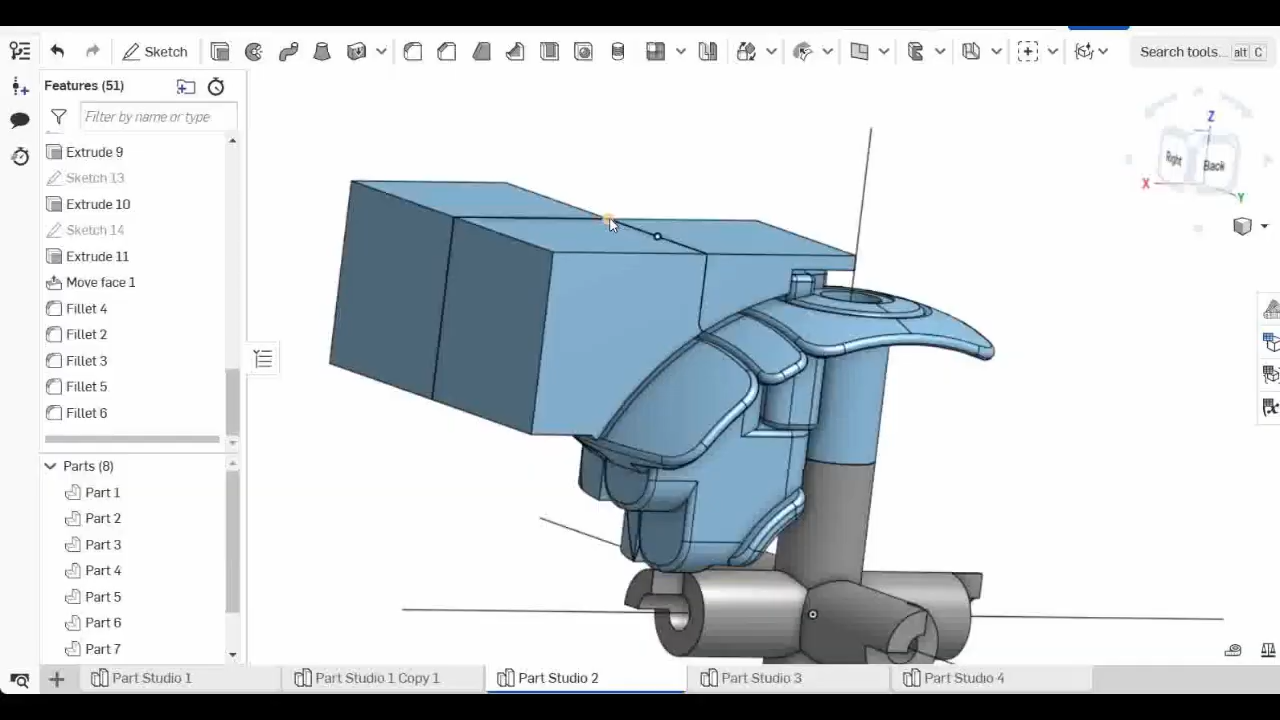 Sketch
Search tools... alt C
Features (51)
Filter by name or type
Extrude 9
Sketch 13
Extrude 10
Sketch 14
Extrude 11
Move face 1
Fillet 4
Fillet 2
Fillet 3
Fillet 5
Fillet 6
Parts (8)
Part 1
Part 2
Part 3
Part 4
Part 5
Part 6
Part 7
Z
Right
Back
X
Y
Part Studio 1
Part Studio 1 Copy 1
Part Studio 2
Part Studio 3
Part Studio 4